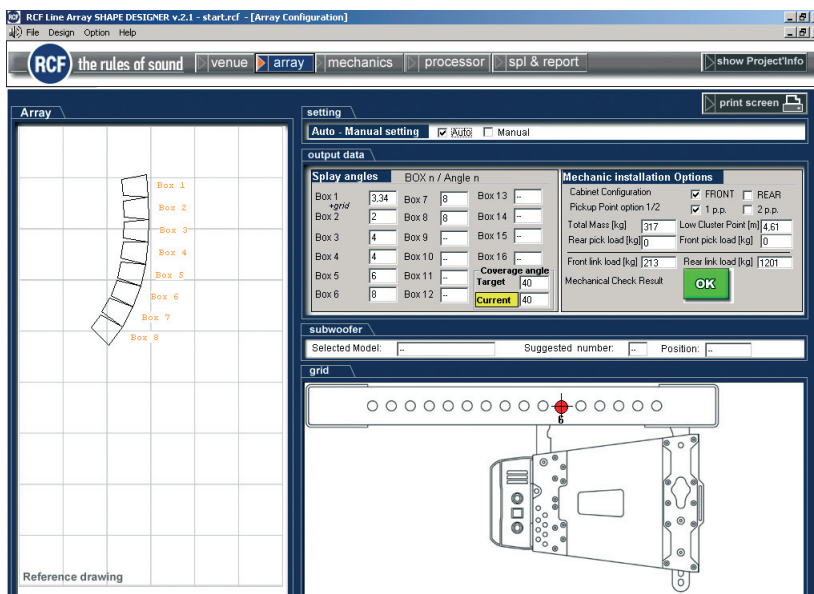 RCF Line Array SHAPE DESIGNER v.2.1 - start.rcf - [Array Configuration]
File Design Option Help
RCF the rules of sound venue array mechanics processor spl & report show Project'Info
print screen
Array
Box 1
Box 2
Box 3
Box 4
Box 5
Box 6
Box 7
Box 8
Reference drawing
setting
Auto - Manual setting Auto Manual
output data
Splay angles BOX n / Angle n
Box 1 +grid 3,34 Box 7 8 Box 13 --
Box 2 2 Box 8 8 Box 14 --
Box 3 4 Box 9 -- Box 15 --
Box 4 4 Box 10 -- Box 16 --
Box 5 6 Box 11 --
Box 6 8 Box 12 --
Coverage angle
Target 40
Current 40
Mechanic installation Options
Cabinet Configuration FRONT REAR
Pickup Point option 1/2 1 p.p. 2 p.p.
Total Mass [kg] 317 Low Cluster Point [m] 4,61
Rear pick load [kg] 0 Front pick load [kg] 0
Front link load [kg] 213 Rear link load [kg] 1201
Mechanical Check Result OK
subwoofer
Selected Model: -- Suggested number: -- Position: --
grid
6